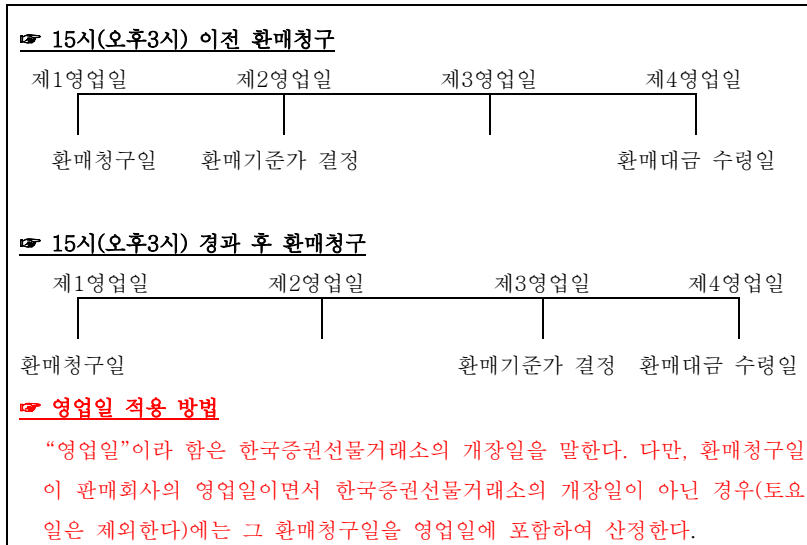 ☞ 15시(오후3시) 이전 환매청구
제1영업일 제2영업일 제3영업일 제4영업일
환매청구일 환매기준가 결정 환매대금 수령일
☞ 15시(오후3시) 경과 후 환매청구
제1영업일 제2영업일 제3영업일 제4영업일
환매청구일 환매기준가 결정 환매대금 수령일
☞ 영업일 적용 방법
“영업일”이라 함은 한국증권선물거래소의 개장일을 말한다. 다만, 환매청구일
이 판매회사의 영업일이면서 한국증권선물거래소의 개장일이 아닌 경우(토요
일은 제외한다)에는 그 환매청구일을 영업일에 포함하여 산정한다.